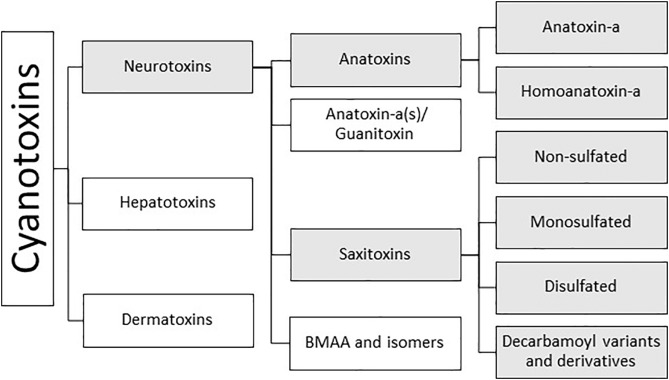 Cyanotoxins
Neurotoxins
Hepatotoxins
Dermatoxins
Anatoxins
Anatoxin-a(s)/
Guanitoxin
Saxitoxins
BMAA and isomers
Anatoxin-a
Homoanatoxin-a
Non-sulfated
Monosulfated
Disulfated
Decarbamoyl variants
and derivatives